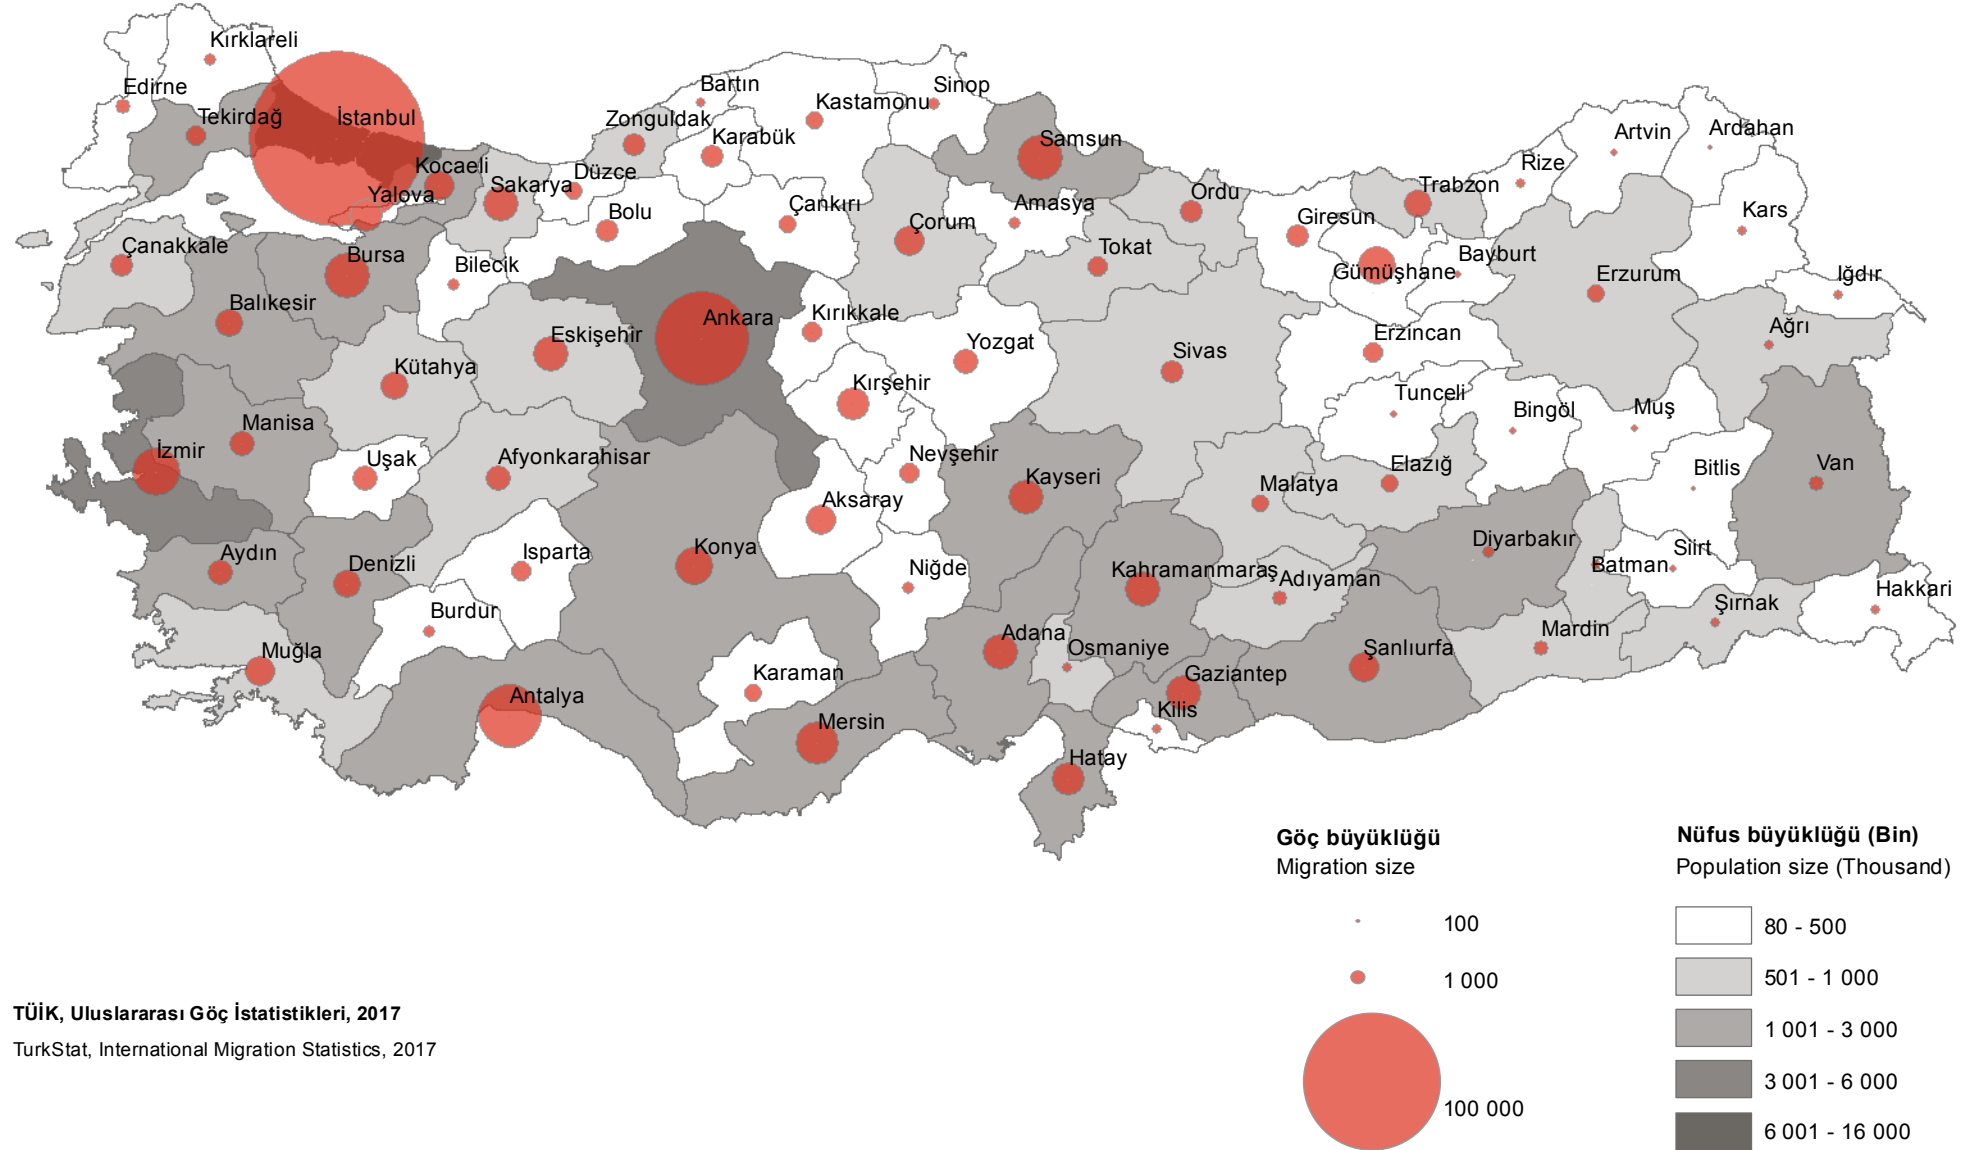 Kırklareli
Edirne
Tekirdağ
İstanbul
Kocaeli
Yalova
Sakarya
Düzce
Zonguldak
Bartın
Karabük
Kastamonu
Sinop
Bolu
Çankırı
Samsun
Çorum
Amasya
Ordu
Tokat
Giresun
Trabzon
Gümüşhane
Bayburt
Rize
Artvin
Ardahan
Kars
Iğdır
Erzurum
Ağrı
Çanakkale
Balıkesir
Bursa
Bilecik
Eskişehir
Kütahya
Ankara
Kırıkkale
Kırşehir
Yozgat
Sivas
Erzincan
Tunceli
Bingöl
Muş
Bitlis
Van
Manisa
İzmir
Uşak
Afyonkarahisar
Konya
Aksaray
Nevşehir
Kayseri
Malatya
Elazığ
Diyarbakır
Batman
Siirt
Şırnak
Hakkari
Aydın
Denizli
Isparta
Burdur
Muğla
Antalya
Karaman
Niğde
Mersin
Adana
Osmaniye
Kahramanmaraş
Adıyaman
Gaziantep
Kilis
Hatay
Şanlıurfa
Mardin
Göç büyüklüğü
Migration size
100
1 000
100 000
Nüfus büyüklüğü (Bin)
Population size (Thousand)
80 - 500
501 - 1 000
1 001 - 3 000
3 001 - 6 000
6 001 - 16 000
TÜİK, Uluslararası Göç İstatistikleri, 2017
TurkStat, International Migration Statistics, 2017